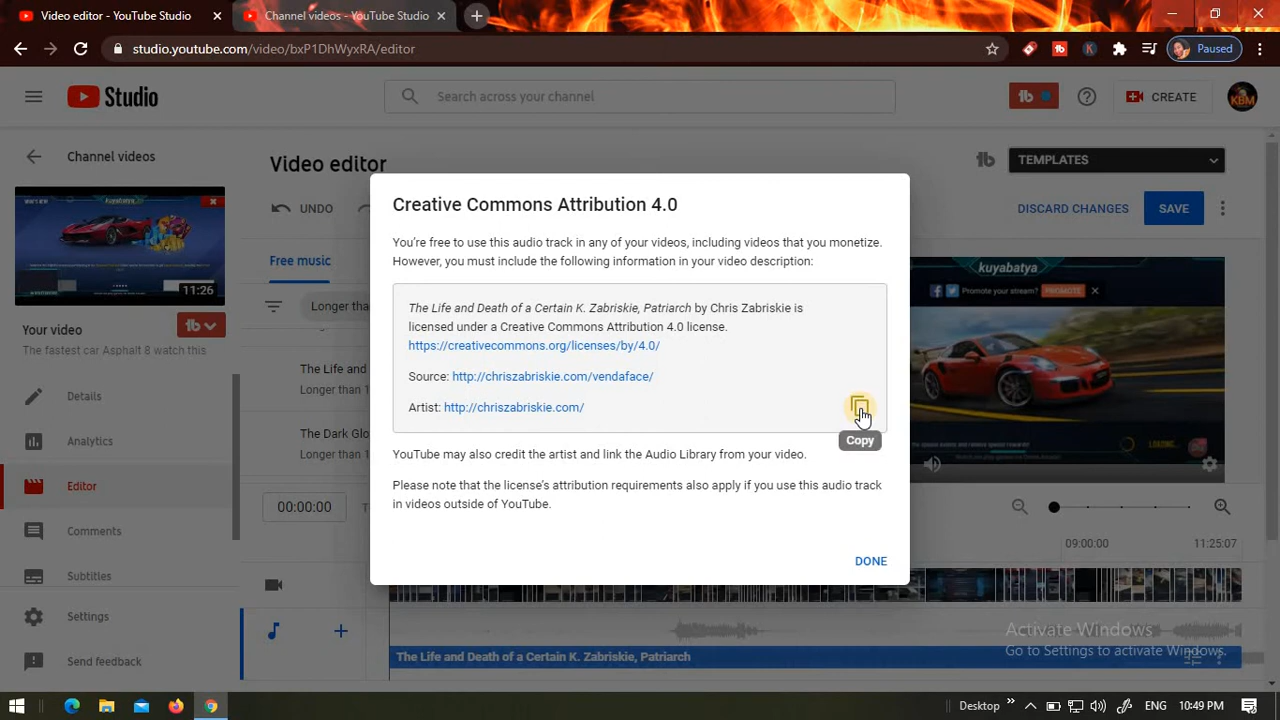 Video editor - YouTube Studio
Channel videos - YouTube Studio
studio.youtube.com/video/bxP1DhWyxRA/editor
Paused
Studio
Search across your channel
CREATE
KBM
Channel videos
Video editor
TEMPLATES
UNDO
DISCARD CHANGES
SAVE
Free music
Longer than
kuyabatya
11:26
Your video
The fastest car Asphalt 8 watch this
The Life and
Longer than 1
The Dark Glo
Longer than 1
kuyabatya
Promote your stream!
PROMOTE
LOADING
Creative Commons Attribution 4.0
You're free to use this audio track in any of your videos, including videos that you monetize.
However, you must include the following information in your video description:
The Life and Death of a Certain K. Zabriskie, Patriarch by Chris Zabriskie is
licensed under a Creative Commons Attribution 4.0 license.
https://creativecommons.org/licenses/by/4.0/
Source: http://chriszabriskie.com/vendaface/
Artist: http://chriszabriskie.com/
Copy
YouTube may also credit the artist and link the Audio Library from your video.
Please note that the license's attribution requirements also apply if you use this audio track
in videos outside of YouTube.
DONE
Details
Analytics
Editor
Comments
Subtitles
Settings
Send feedback
00:00:00
09:00:00
11:25:07
The Life and Death of a Certain K. Zabriskie, Patriarch
Activate Windows
Go to Settings to activate Windows.
Desktop
ENG
10:49 PM